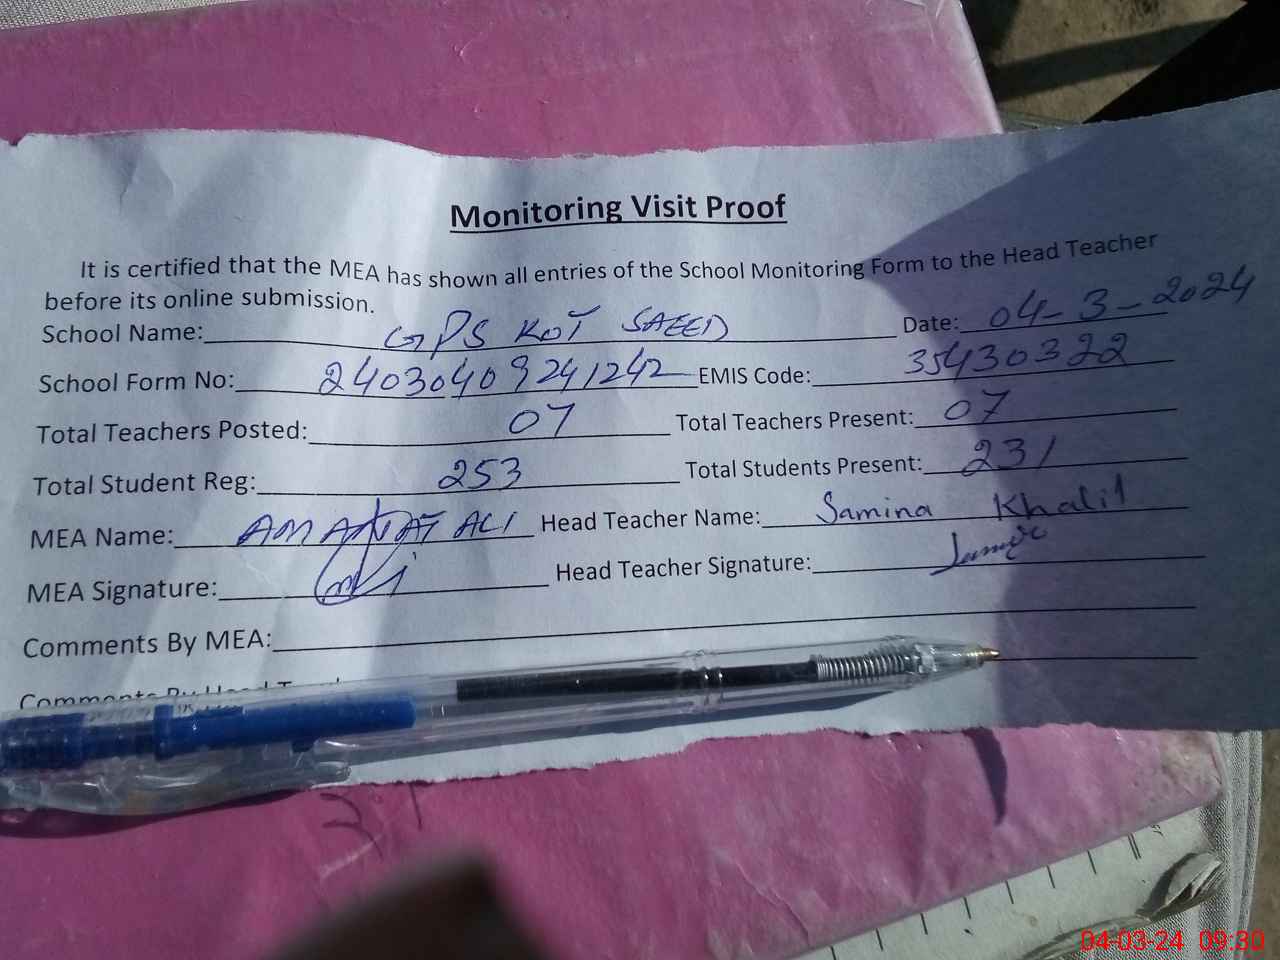 Monitoring Visit Proof
It is certified that the MEA has shown all entries of the School Monitoring Form to the Head Teacher
before its online submission.
School Name: GPS KOT SAEED Date: 04-3-2024
School Form No: 24030409241242 EMIS Code: 35430322
Total Teachers Posted: 07 Total Teachers Present: 07
Total Student Reg: 253 Total Students Present: 231
MEA Name: AMANAT ALI Head Teacher Name: Samina Khalil
MEA Signature: Head Teacher Signature:
Comments By MEA:
Comments By Head
04-03-24 09:30